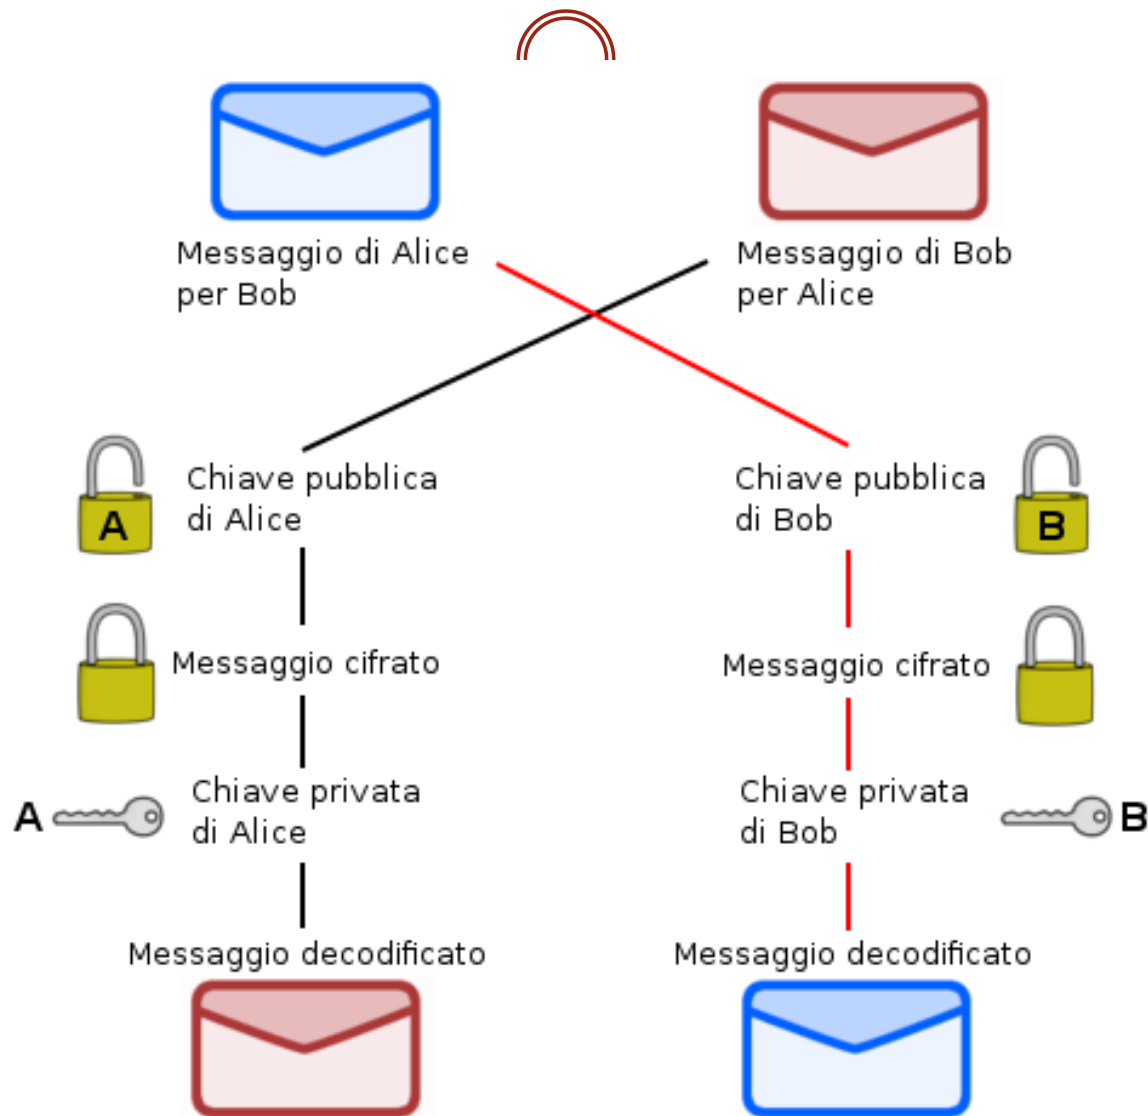 Messaggio di Alice
per Bob
Messaggio di Bob
per Alice
A
Chiave pubblica
di Alice
Chiave pubblica
di Bob
B
Messaggio cifrato
Messaggio cifrato
A
Chiave privata
di Alice
Chiave privata
di Bob
B
Messaggio decodificato
Messaggio decodificato